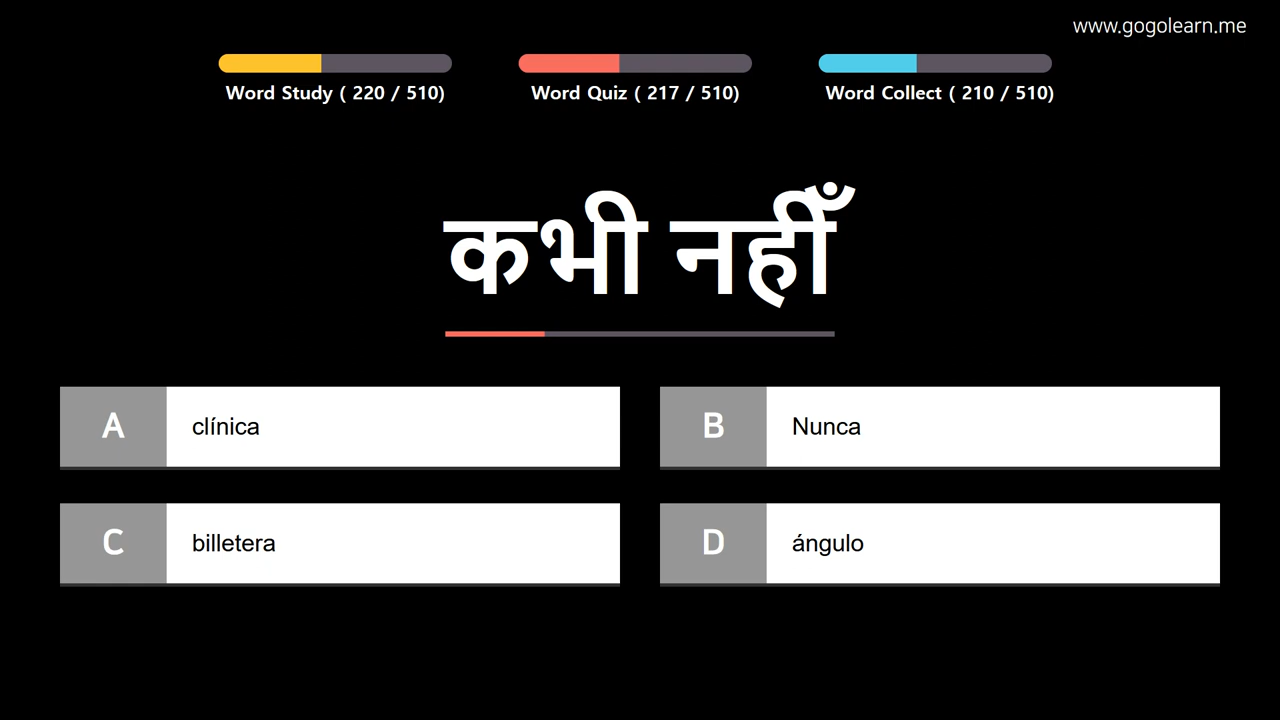 www.gogolearn.me
Word Study ( 220 / 510)
Word Quiz ( 217 / 510)
Word Collect ( 210 / 510)
कभी नहीँ
A clínica
B Nunca
C billetera
D ángulo